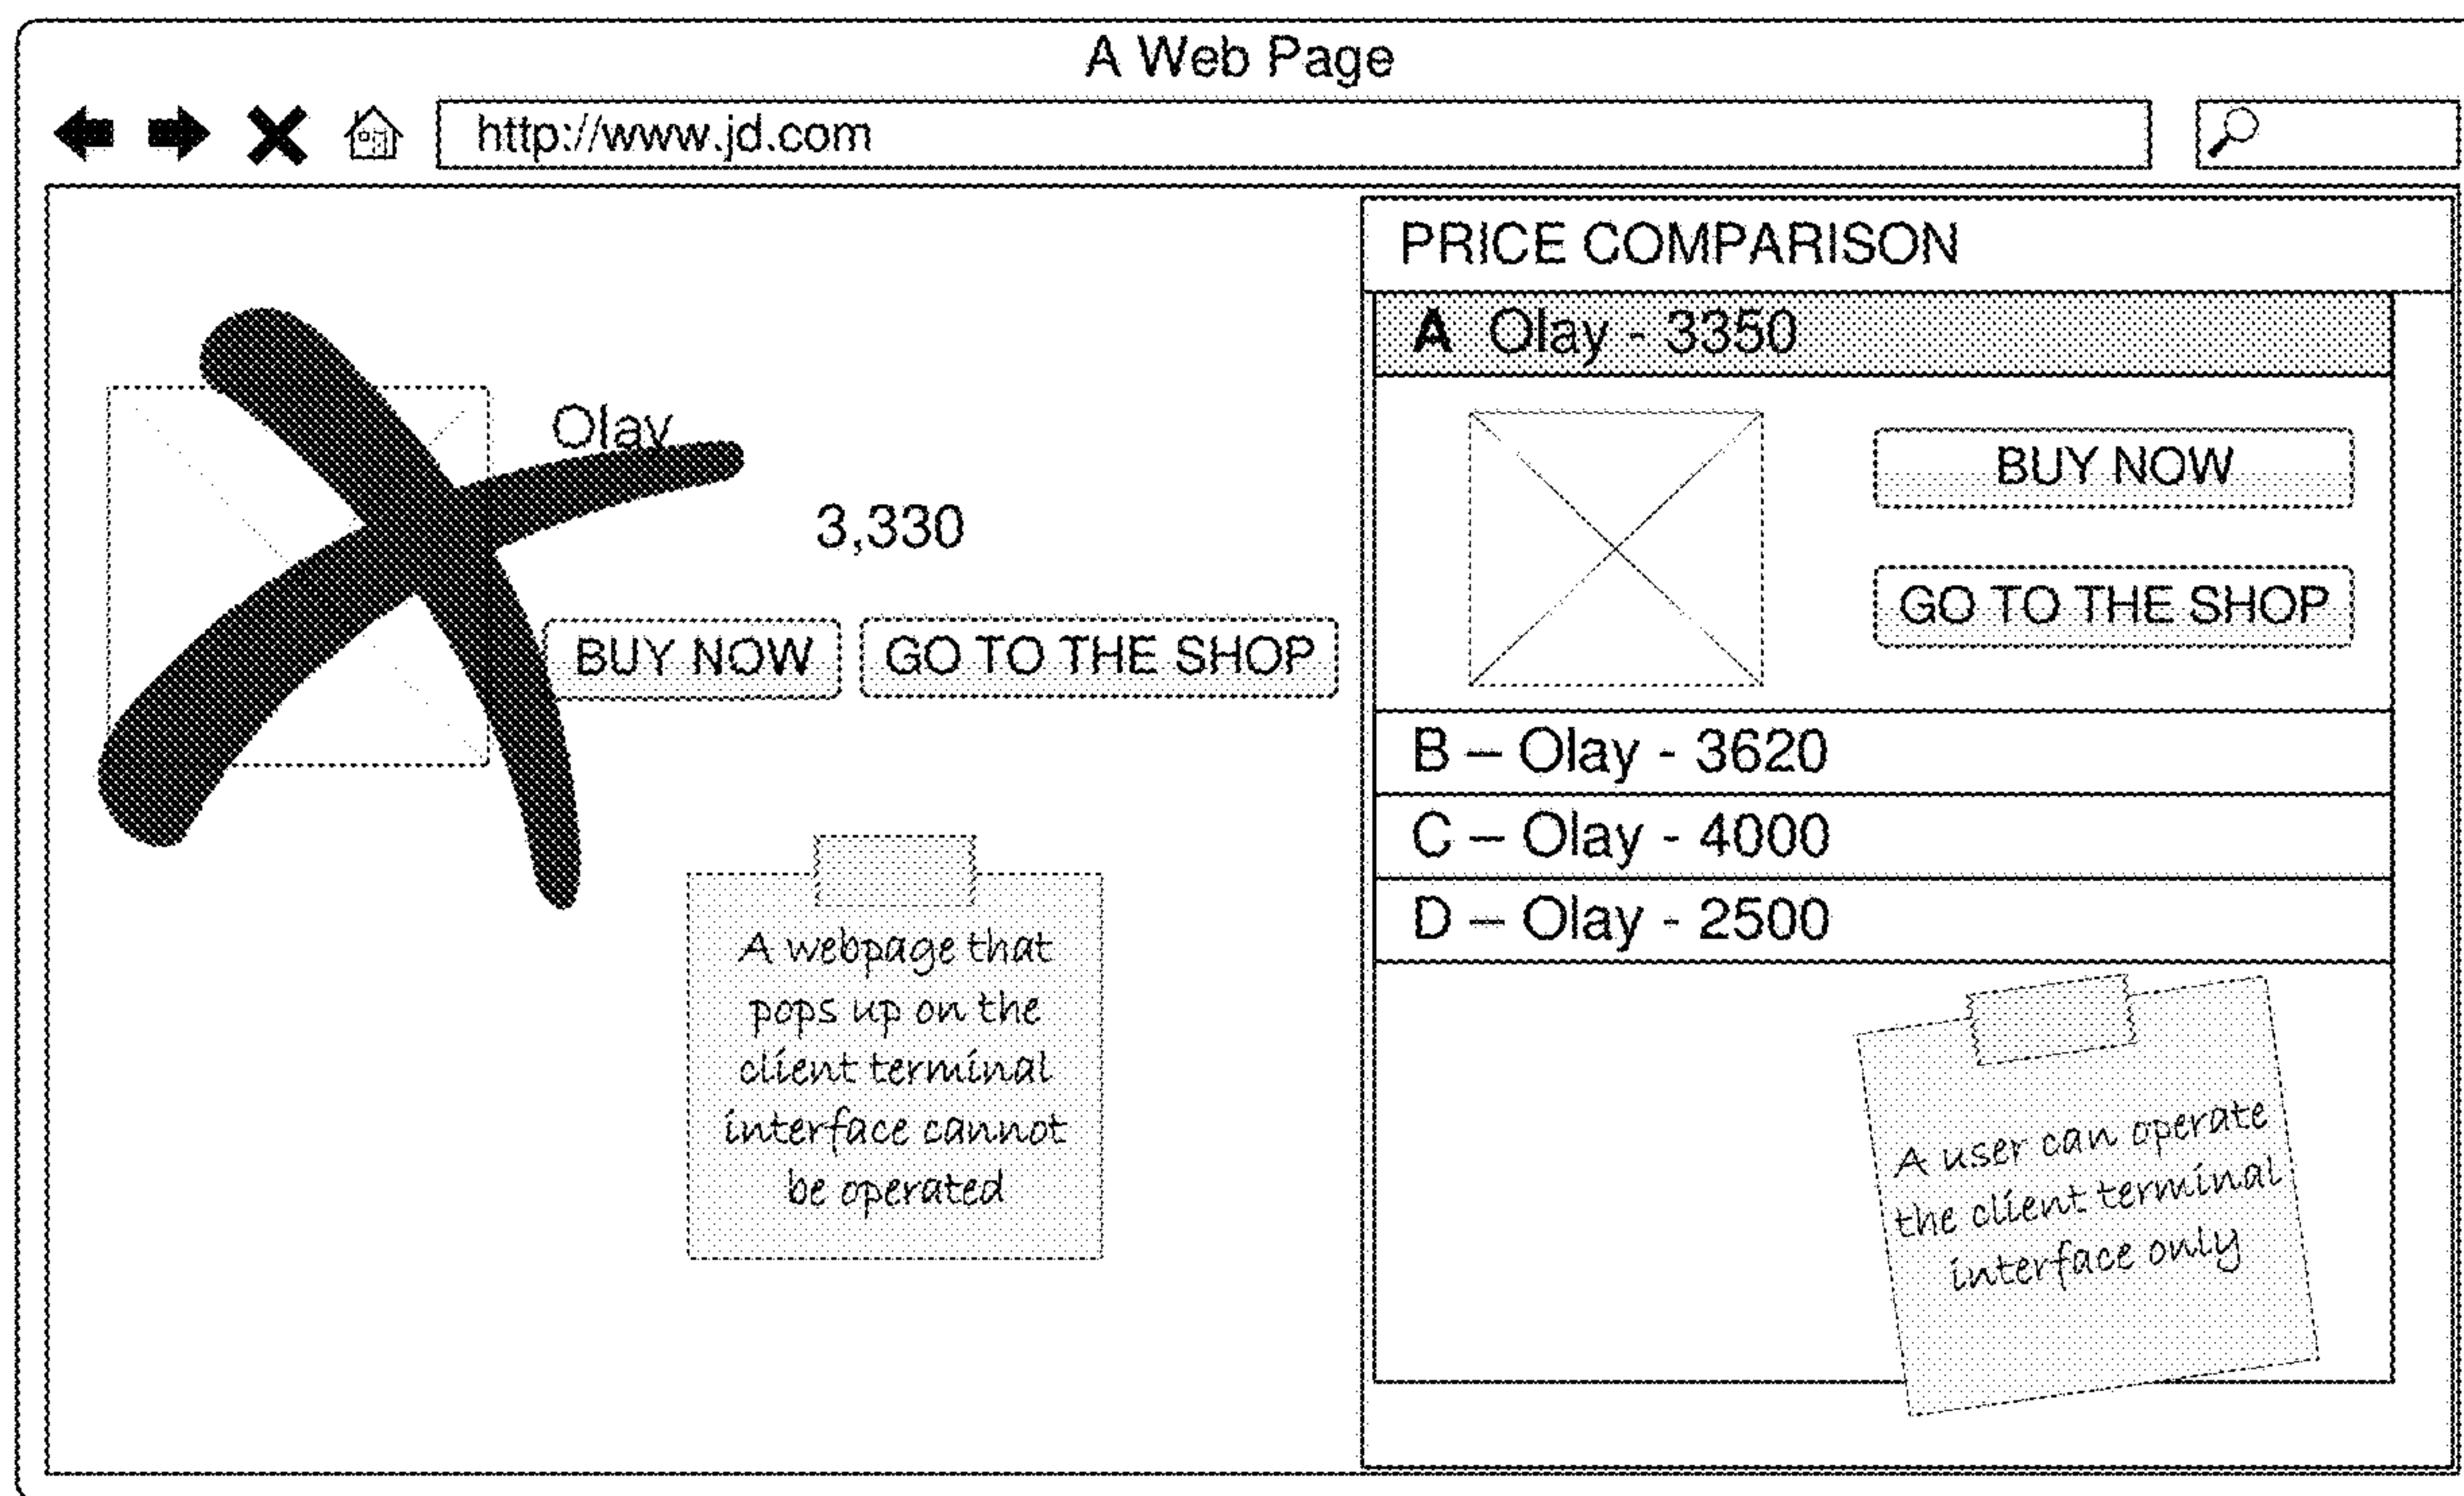 A Web Page
http://www.jd.com
Olay
3,330
BUY NOW
GO TO THE SHOP
A webpage that
pops up on the
client terminal
interface cannot
be operated
PRICE COMPARISON
A Olay - 3350
BUY NOW
GO TO THE SHOP
B – Olay - 3620
C – Olay - 4000
D – Olay - 2500
A user can operate
the client terminal
interface only